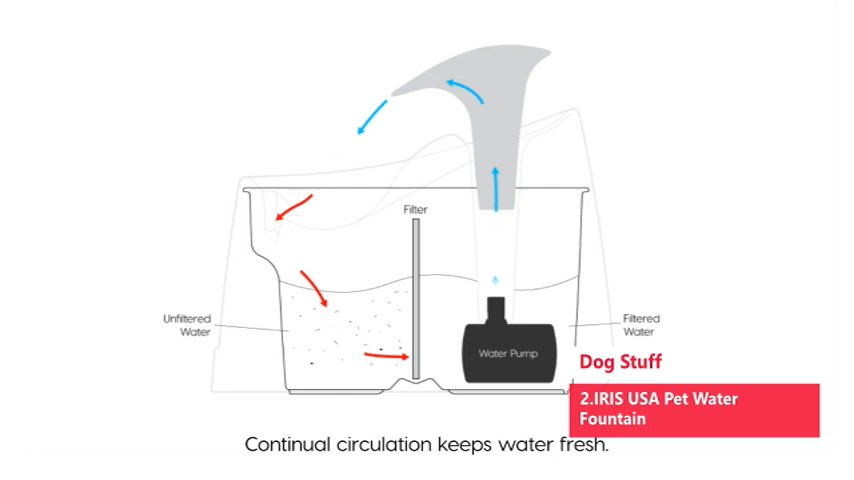 Filter
Unfiltered
Water
Filtered
Water
Water Pump
Dog Stuff
2.IRIS USA Pet Water
Fountain
Continual circulation keeps water fresh.